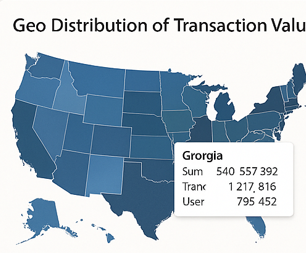 Geo Distribution of Transaction Valu
Grorgia
Sum 540 557 392
Tranc 1 217, 816
User 795 452